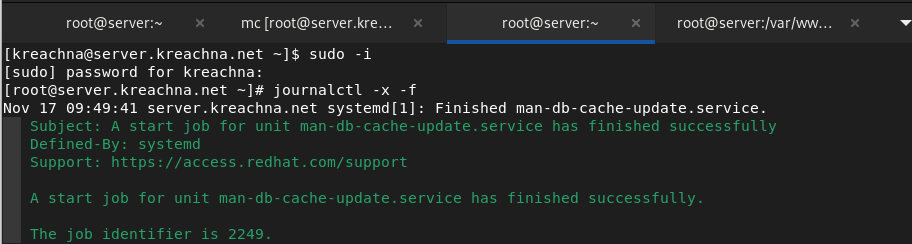 root@server:~ × mc [root@server.kre... × root@server:~ × root@server:/var/ww... ×
[kreachna@server.kreachna.net ~]$ sudo -i
[sudo] password for kreachna:
[root@server.kreachna.net ~]# journalctl -x -f
Nov 17 09:49:41 server.kreachna.net systemd[1]: Finished man-db-cache-update.service.
Subject: A start job for unit man-db-cache-update.service has finished successfully
Defined-By: systemd
Support: https://access.redhat.com/support
A start job for unit man-db-cache-update.service has finished successfully.
The job identifier is 2249.